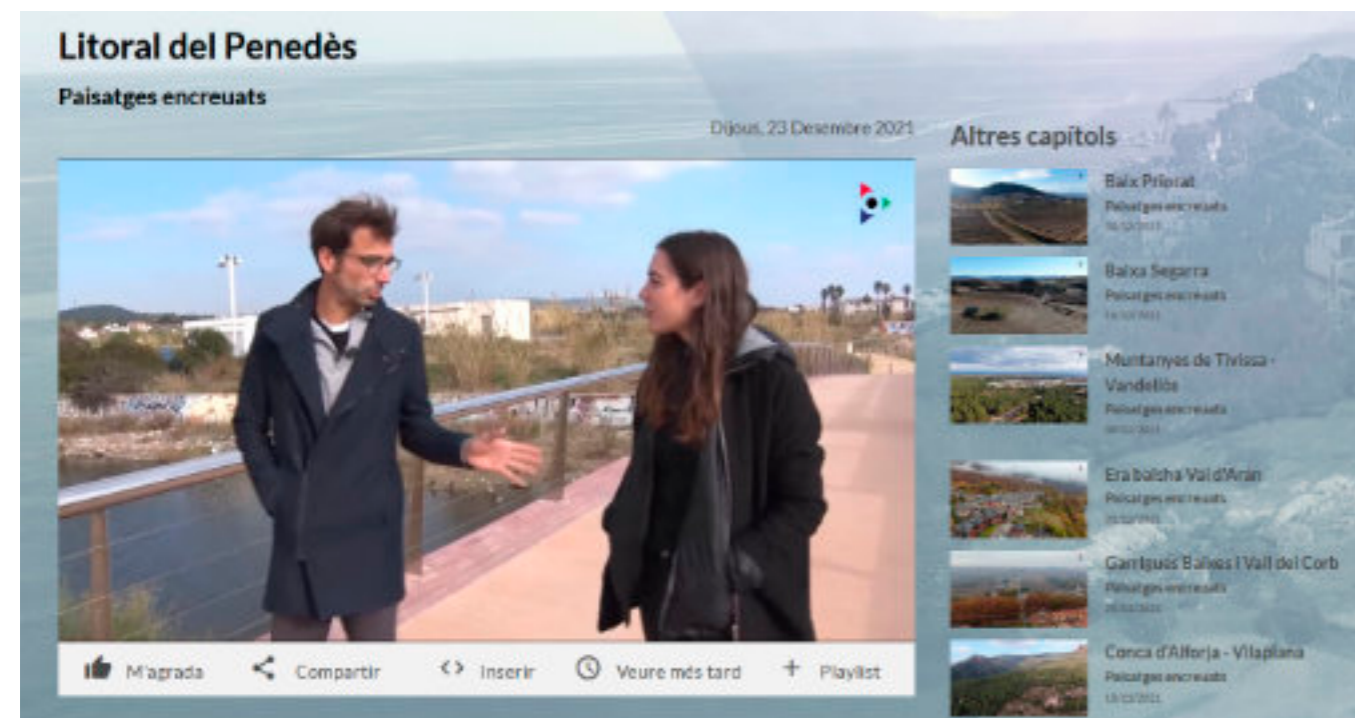 Litoral del Penedès
Paisatges encreuats
Dijous, 23 Desembre 2021
M'agrada
Compartir
Inserir
Veure més tard
Playlist
Altres capítols
Baix Priorat
Paisatges encreuats
Baixa Segarra
Paisatges encreuats
Muntanyes de Tivissa -
Vandellòs
Paisatges encreuats
Era baisha Val d'Aran
Paisatges encreuats
Garrigues Baixes i Vall del Corb
Paisatges encreuats
Conca d'Alforja - Vilaplana
Paisatges encreuats